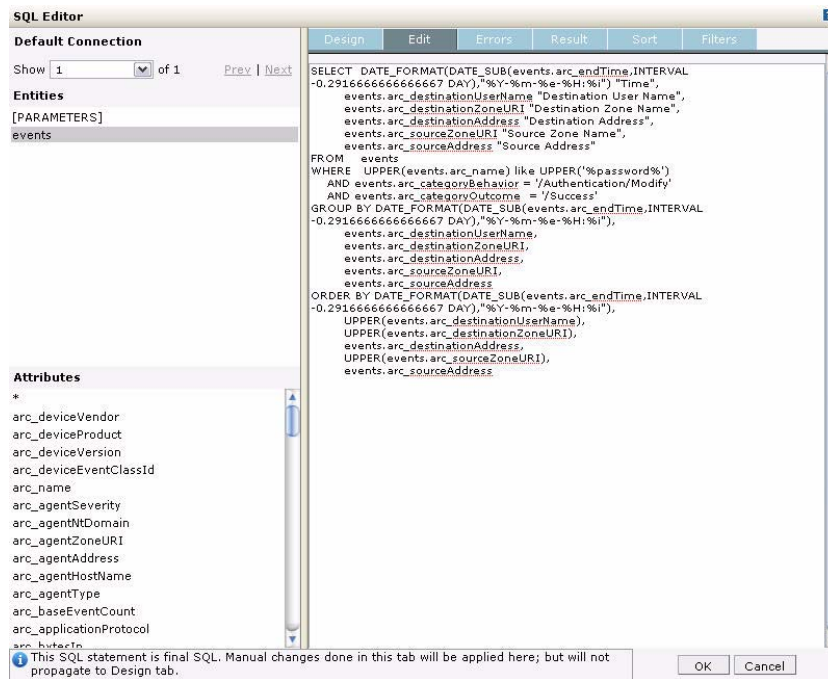 SQL Editor
Default Connection
Show 1 of 1 Prev | Next
Entities
[PARAMETERS]
events
Attributes
*
arc_deviceVendor
arc_deviceProduct
arc_deviceVersion
arc_deviceEventClassId
arc_name
arc_agentSeverity
arc_agentNtDomain
arc_agentZoneURI
arc_agentAddress
arc_agentHostName
arc_agentType
arc_baseEventCount
arc_applicationProtocol
arc_bytesIn
Design Edit Errors Result Sort Filters
SELECT DATE_FORMAT(DATE_SUB(events.arc_endTime,INTERVAL
-0.2916666666666667 DAY),"%Y-%m-%e-%H:%i") "Time",
events.arc_destinationUserName "Destination User Name",
events.arc_destinationZoneURI "Destination Zone Name",
events.arc_destinationAddress "Destination Address",
events.arc_sourceZoneURI "Source Zone Name",
events.arc_sourceAddress "Source Address"
FROM events
WHERE UPPER(events.arc_name) like UPPER('%password%')
AND events.arc_categoryBehavior = '/Authentication/Modify'
AND events.arc_categoryOutcome = '/Success'
GROUP BY DATE_FORMAT(DATE_SUB(events.arc_endTime,INTERVAL
-0.2916666666666667 DAY),"%Y-%m-%e-%H:%i"),
events.arc_destinationUserName,
events.arc_destinationZoneURI,
events.arc_destinationAddress,
events.arc_sourceZoneURI,
events.arc_sourceAddress
ORDER BY DATE_FORMAT(DATE_SUB(events.arc_endTime,INTERVAL
-0.2916666666666667 DAY),"%Y-%m-%e-%H:%i"),
UPPER(events.arc_destinationUserName),
UPPER(events.arc_destinationZoneURI),
events.arc_destinationAddress,
UPPER(events.arc_sourceZoneURI),
events.arc_sourceAddress
This SQL statement is final SQL. Manual changes done in this tab will be applied here; but will not
propagate to Design tab.
OK Cancel